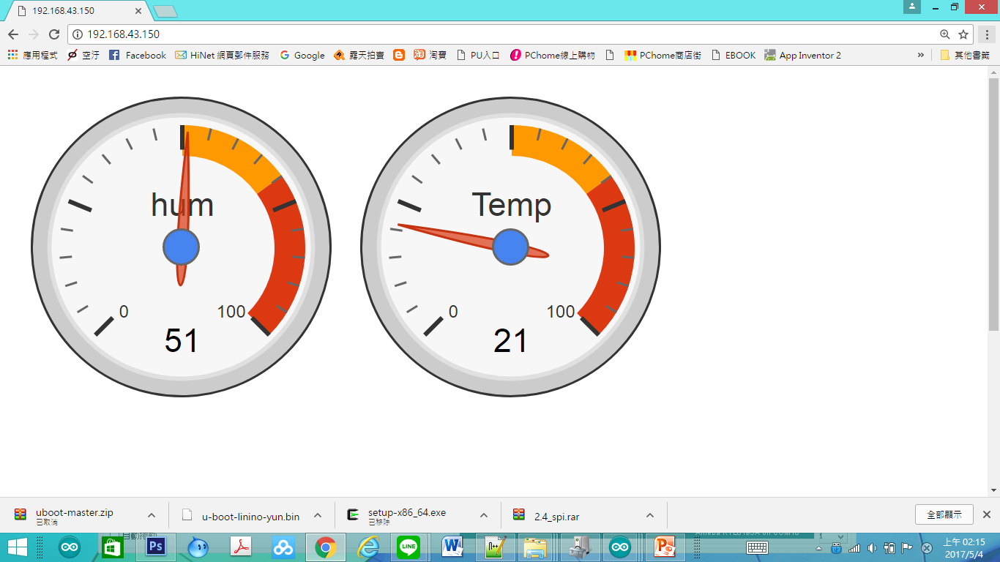 192.168.43.150
192.168.43.150
應用程式 空汙 Facebook HiNet 網頁郵件服務 Google 露天拍賣 淘寶 PU入口 PChome線上購物 PChome商店街 EBOOK App Inventor 2 » 其他書籤
hum
0 100
51
Temp
0 100
21
uboot-master.zip
已取消
u-boot-linino-yun.bin
setup-x86_64.exe
已移除
2.4_spi.rar
全部顯示
自動捲動
上午 02:15
2017/5/4